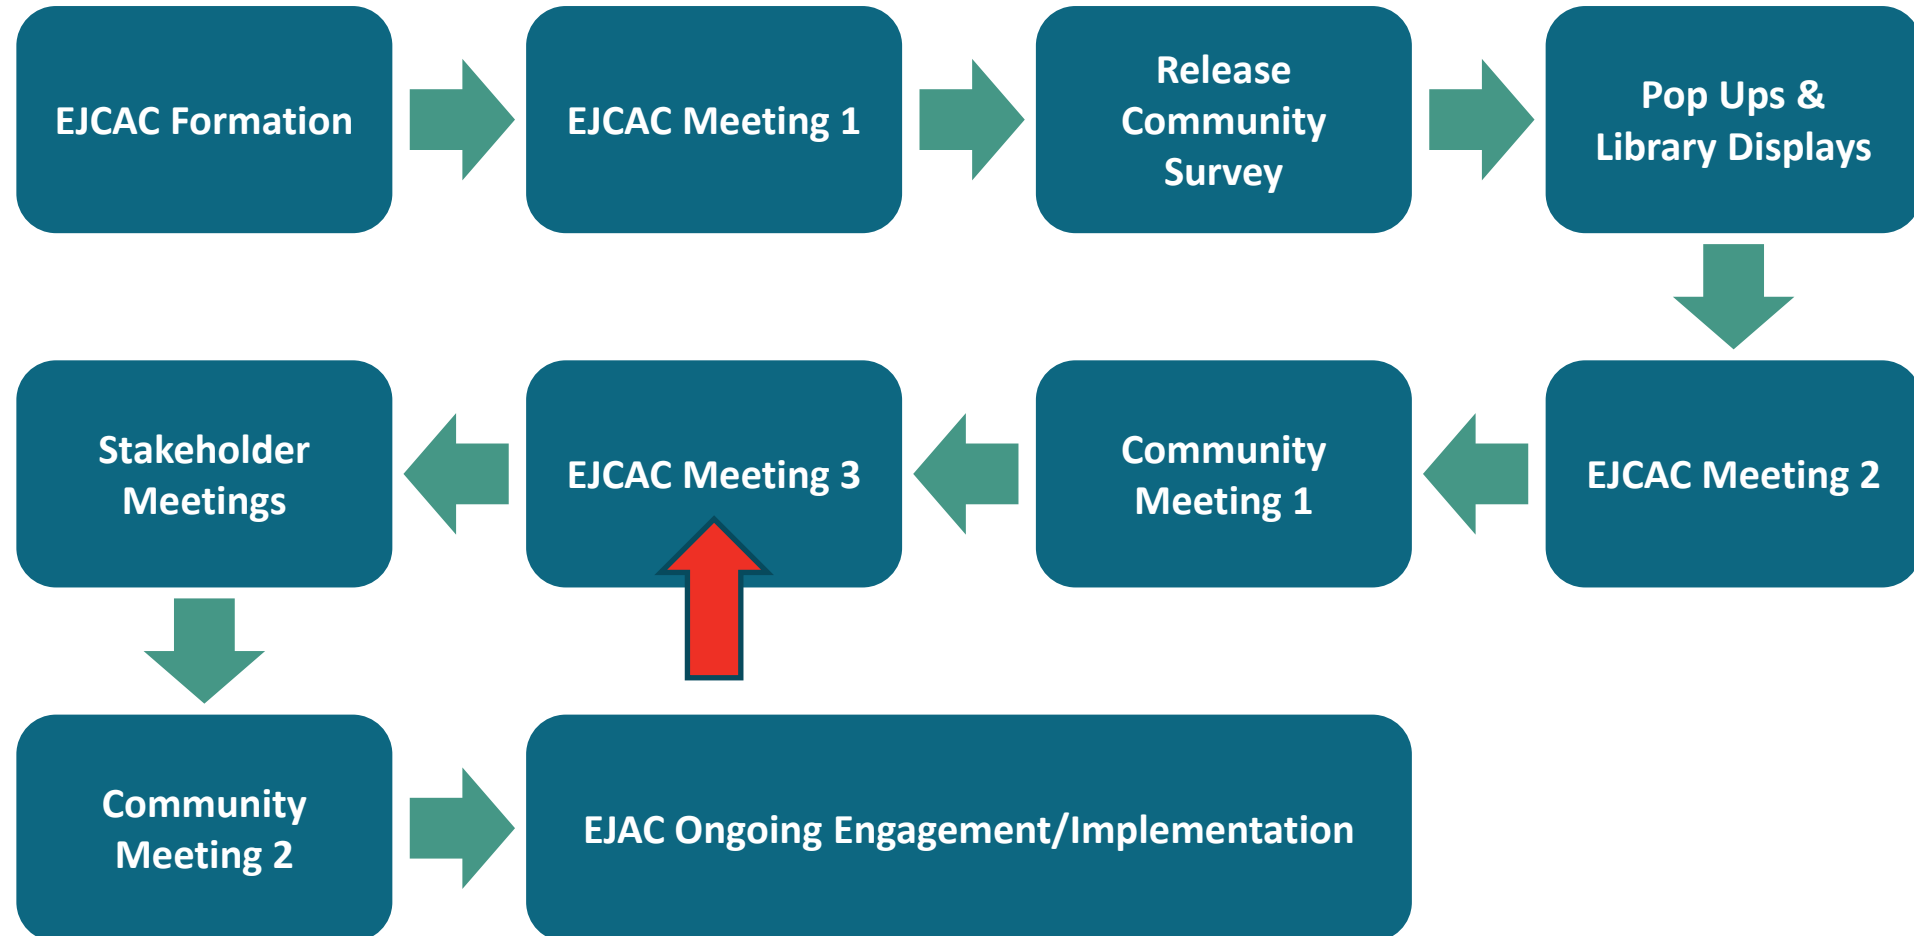 EJCAC Formation
EJCAC Meeting 1
Release
Community
Survey
Pop Ups &
Library Displays
Stakeholder
Meetings
EJCAC Meeting 3
Community
Meeting 1
EJCAC Meeting 2
Community
Meeting 2
EJAC Ongoing Engagement/Implementation